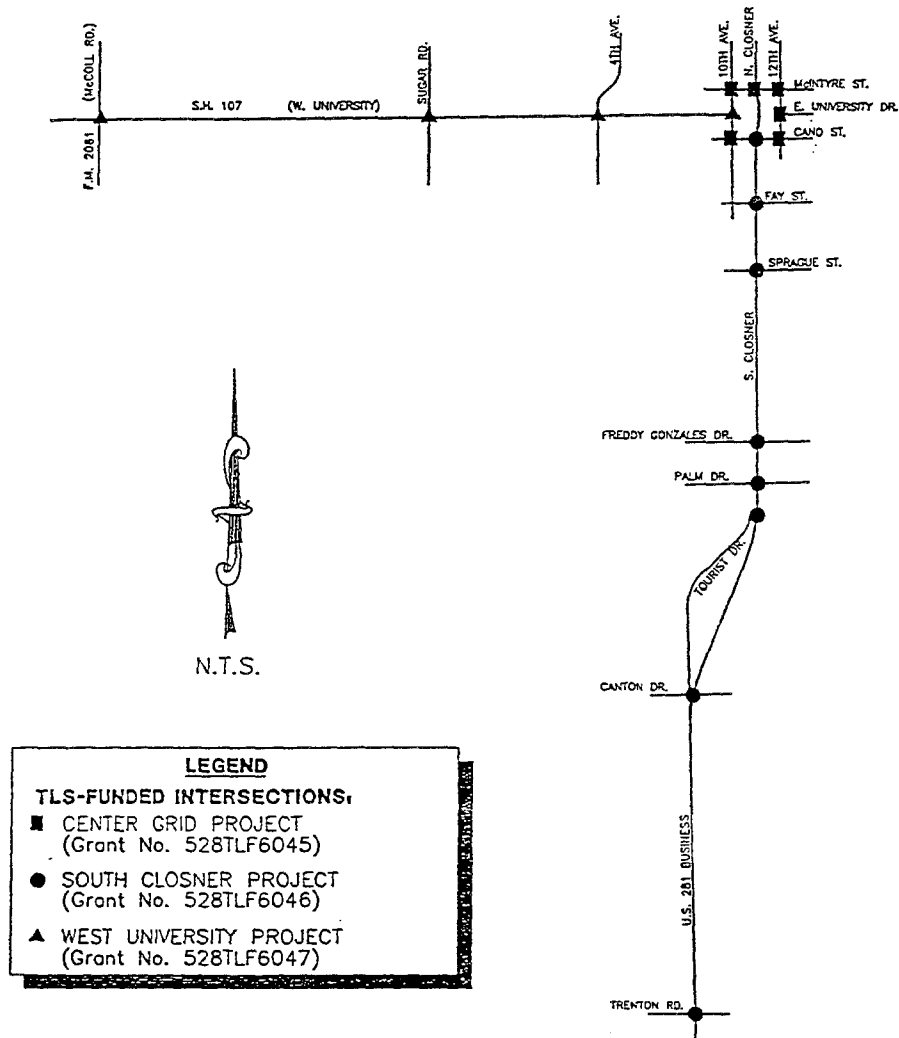 F.M. 2061 (McCOLL RD.)
SUGAR RD.
4TH AVE.
10TH AVE.
N. CLOSNER
12TH AVE.
McINTYRE ST.
S.H. 107 (W. UNIVERSITY)
E. UNIVERSITY DR.
CANO ST.
FAY ST.
SPRAGUE ST.
S. CLOSNER
FREDDY GONZALES DR.
PALM DR.
TOURIST DR.
N.T.S.
CANTON DR.
U.S. 281 BUSINESS
TRENTON RD.
LEGEND
TLS-FUNDED INTERSECTIONS:
CENTER GRID PROJECT
(Grant No. 528TLF6045)
SOUTH CLOSNER PROJECT
(Grant No. 528TLF6046)
WEST UNIVERSITY PROJECT
(Grant No. 528TLF6047)